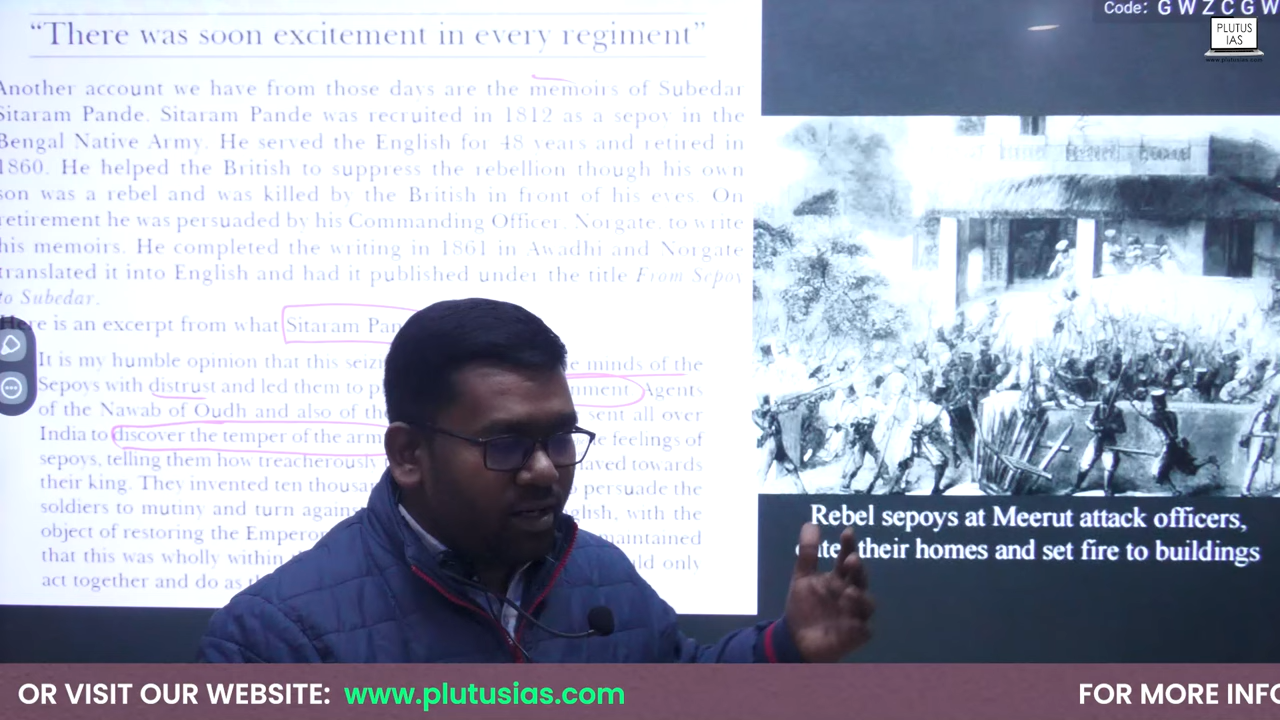 Code: G W Z C G W
PLUTUS
IAS
www.plutusias.com
“There was soon excitement in every regiment”
Another account we have from those days are the memoirs of Subedar
Sitaram Pande. Sitaram Pande was recruited in 1812 as a sepoy in the
Bengal Native Army. He served the English for 48 years and retired in
1860. He helped the British to suppress the rebellion though his own
son was a rebel and was killed by the British in front of his eyes. On
retirement he was persuaded by his Commanding Officer, Norgate, to write
his memoirs. He completed the writing in 1861 in Awadhi and Norgate
translated it into English and had it published under the title From Sepoy
to Subedar.
Here is an excerpt from what Sitaram Pan
It is my humble opinion that this seiz e minds of the
Sepoys with distrust and led them to p nment Agents
of the Nawab of Oudh and also of the sent all over
India to discover the temper of the arm e feelings of
sepoys, telling them how treacherously aved towards
their king. They invented ten thousan persuade the
soldiers to mutiny and turn agains glish, with the
object of restoring the Empero maintained
that this was wholly within ld only
act together and do as
Rebel sepoys at Meerut attack officers,
their homes and set fire to buildings
OR VISIT OUR WEBSITE: www.plutusias.com
FOR MORE INFO